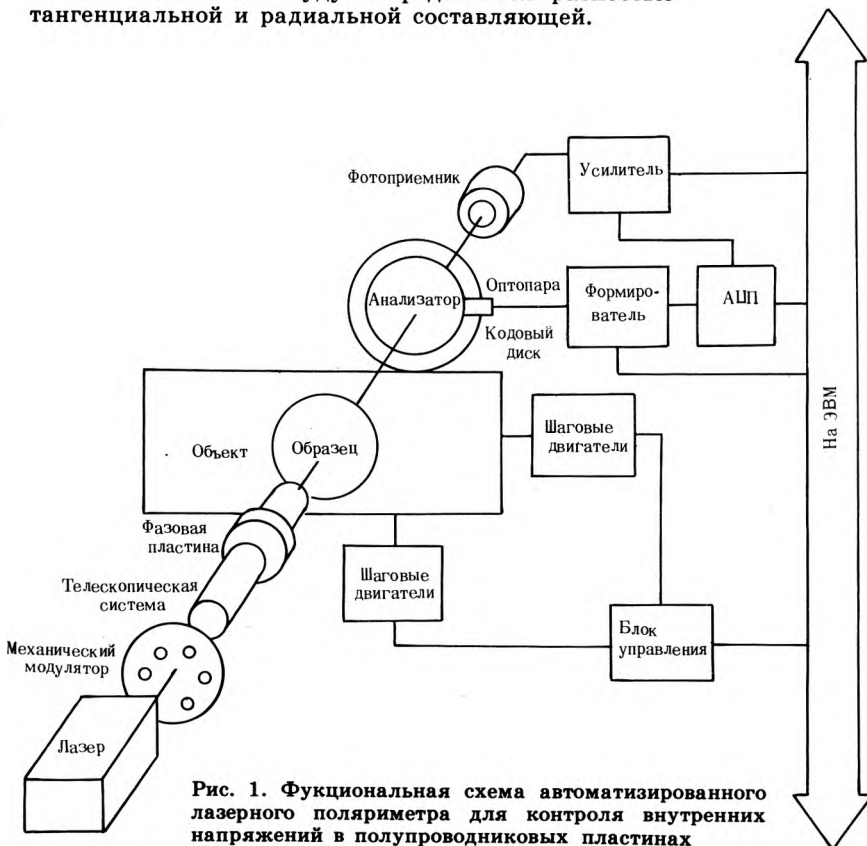 тангенциальной и радиальной составляющей.
Усилитель
Фотоприемник
Оптопара
Анализатор
Формиро-
ватель
АЦП
Кодовый
диск
На ЭВМ
Шаговые
двигатели
Объект
Образец
Фазовая
пластина
Шаговые
двигатели
Телескопическая
система
Блок
управления
Механический
модулятор
Лазер
Рис. 1. Фукциональная схема автоматизированного
лазерного поляриметра для контроля внутренних
напряжений в полупроводниковых пластинах